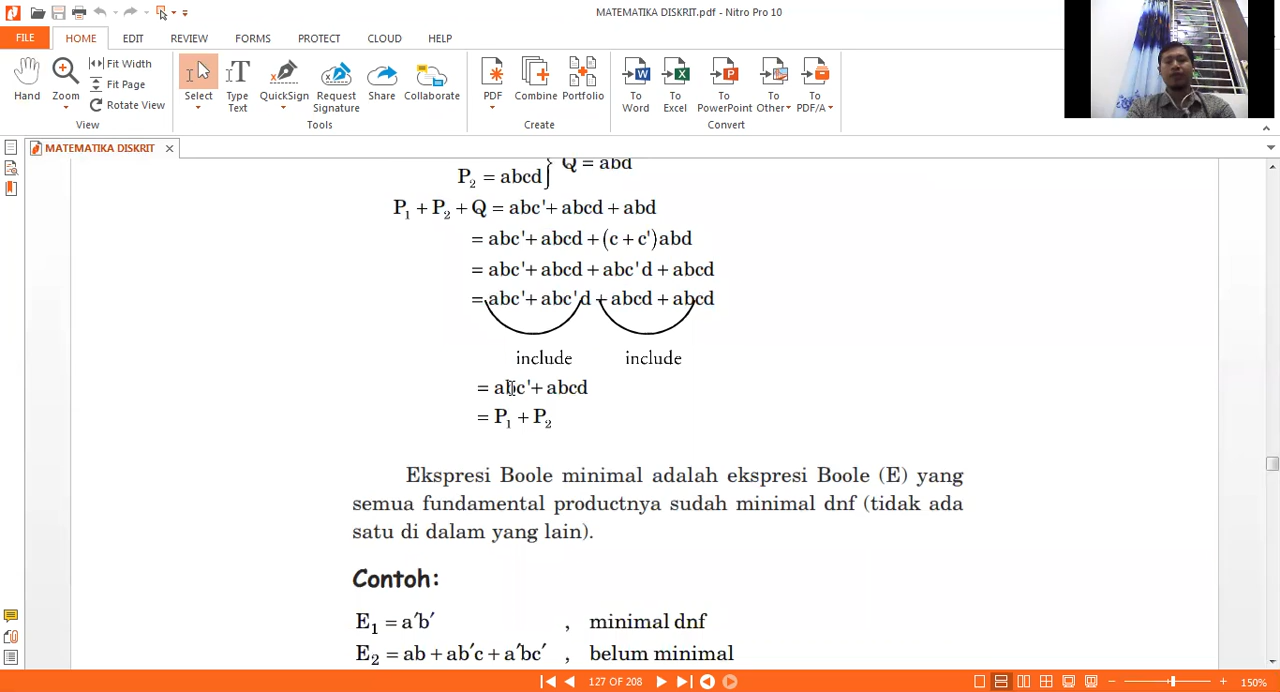 MATEMATIKA DISKRIT.pdf - Nitro Pro 10
FILE HOME EDIT REVIEW FORMS PROTECT CLOUD HELP
Hand
Zoom
Fit Width
Fit Page
Rotate View
View
Select
Type Text
QuickSign
Request Signature
Share
Collaborate
Tools
PDF
Combine
Portfolio
Create
To Word
To Excel
To PowerPoint
To Other
To PDF/A
Convert
MATEMATIKA DISKRIT
P₂ = abcd} Q = abd
P₁ + P₂ + Q = abc'+ abcd + abd
= abc'+ abcd + (c + c')abd
= abc'+ abcd + abc'd + abcd
= abc'+ abc'd + abcd + abcd
include include
= abc'+ abcd
= P₁ + P₂
Ekspresi Boole minimal adalah ekspresi Boole (E) yang
semua fundamental productnya sudah minimal dnf (tidak ada
satu di dalam yang lain).
Contoh:
E₁ = a′b′ , minimal dnf
E₂ = ab + ab′c + a′bc′ , belum minimal
127 OF 208
150%